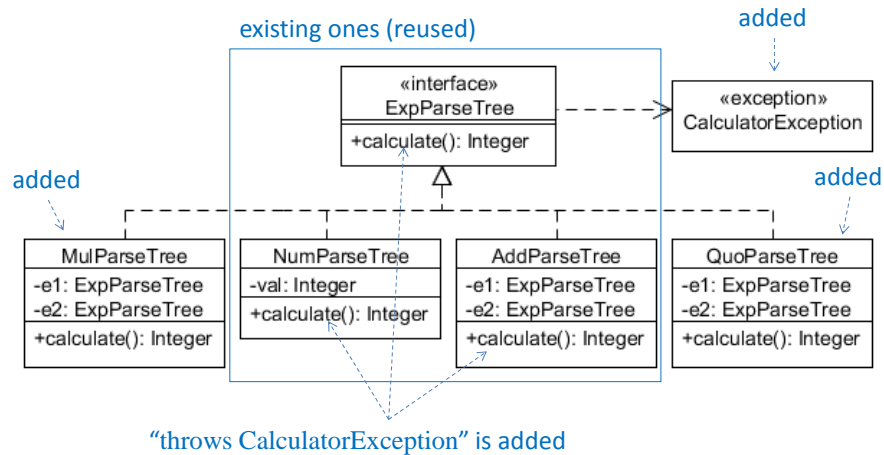 existing ones (reused)
added
«interface»
ExpParseTree
+calculate(): Integer
«exception»
CalculatorException
added
added
MulParseTree
-e1: ExpParseTree
-e2: ExpParseTree
+calculate(): Integer
NumParseTree
-val: Integer
+calculate(): Integer
AddParseTree
-e1: ExpParseTree
-e2: ExpParseTree
+calculate(): Integer
QuoParseTree
-e1: ExpParseTree
-e2: ExpParseTree
+calculate(): Integer
“throws CalculatorException” is added